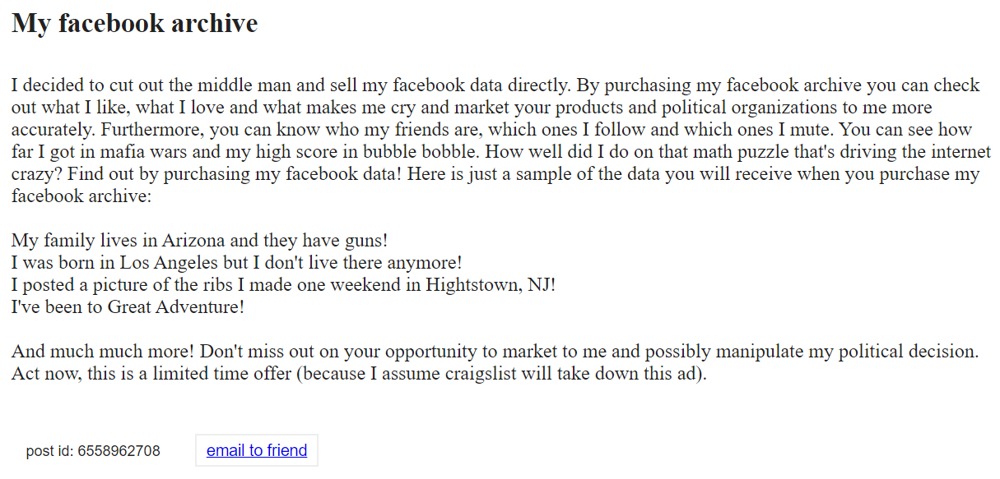 My facebook archive
I decided to cut out the middle man and sell my facebook data directly. By purchasing my facebook archive you can check
out what I like, what I love and what makes me cry and market your products and political organizations to me more
accurately. Furthermore, you can know who my friends are, which ones I follow and which ones I mute. You can see how
far I got in mafia wars and my high score in bubble bobble. How well did I do on that math puzzle that's driving the internet
crazy? Find out by purchasing my facebook data! Here is just a sample of the data you will receive when you purchase my
facebook archive:
My family lives in Arizona and they have guns!
I was born in Los Angeles but I don't live there anymore!
I posted a picture of the ribs I made one weekend in Hightstown, NJ!
I've been to Great Adventure!
And much much more! Don't miss out on your opportunity to market to me and possibly manipulate my political decision.
Act now, this is a limited time offer (because I assume craigslist will take down this ad).
post id: 6558962708 email to friend